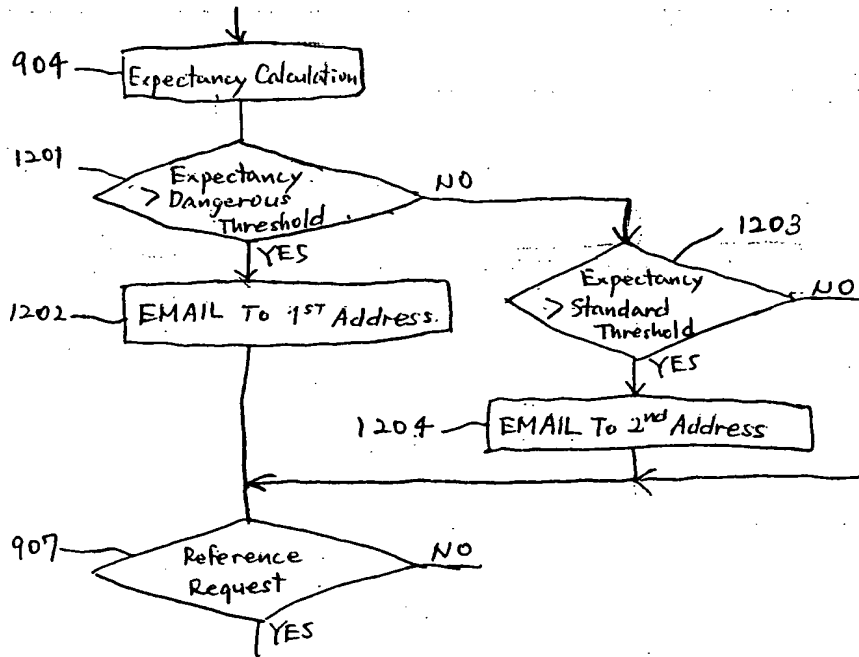 904
Expectancy Calculation
1201
Expectancy
> Dangerous
Threshold
NO
YES
1203
Expectancy
> Standard
Threshold
NO
YES
1202
EMAIL To 1ST Address.
1204
EMAIL To 2nd Address
907
Reference
Request
NO
YES